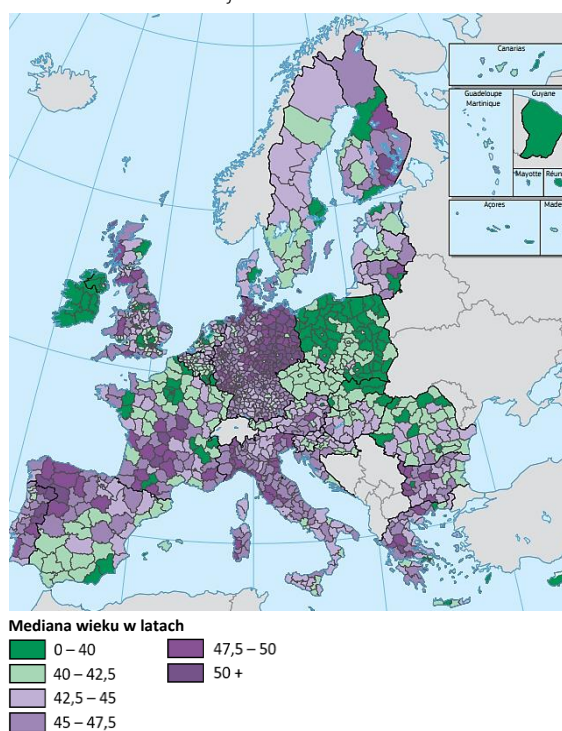 Canarias
Guadeloupe
Martinique
Guyane
Mayotte
Réun
Açores
Made
Mediana wieku w latach
0 – 40
40 – 42,5
42,5 – 45
45 – 47,5
47,5 – 50
50 +